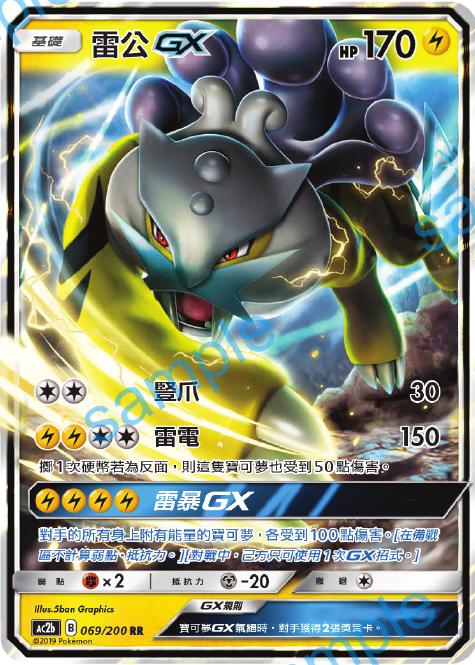 基礎 雷公GX HP 170
豎爪 30
雷電 150
擲1次硬幣若為反面，則這隻寶可夢也受到50點傷害。
雷暴GX
對手的所有身上附有能量的寶可夢，各受到100點傷害。[在備戰
區不計算弱點、抵抗力。][對戰中，己方只可使用1次GX招式。]
弱點 ×2 抵抗力 -20 撤退
illus.5ban Graphics
GX規則
AC2b B 069/200 RR
寶可夢GX氣絕時，對手獲得2張獎賞卡。
©2019 Pokémon
sample
sample
sample
sa